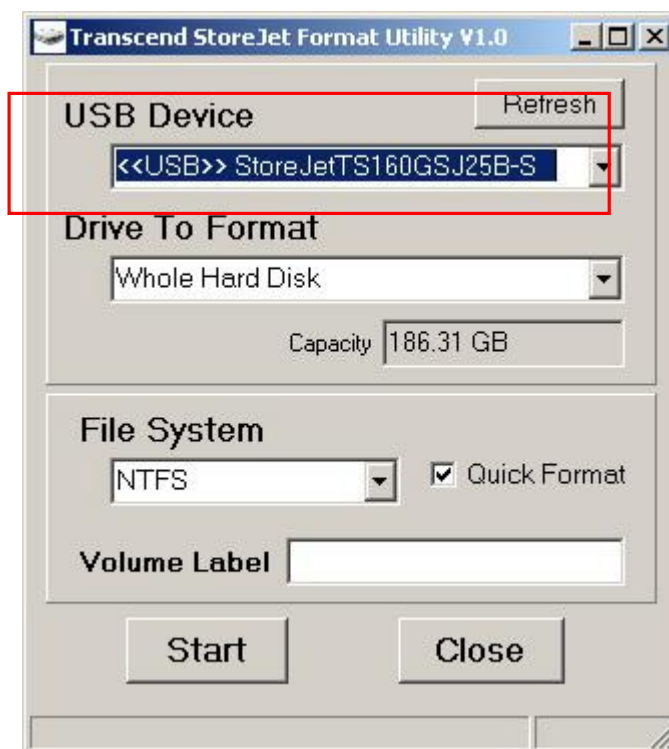 Transcend StoreJet Format Utility V1.0
Refresh
USB Device
<<USB>> StoreJetTS160GSJ25B-S
Drive To Format
Whole Hard Disk
Capacity 186.31 GB
File System
NTFS
Quick Format
Volume Label
Start Close